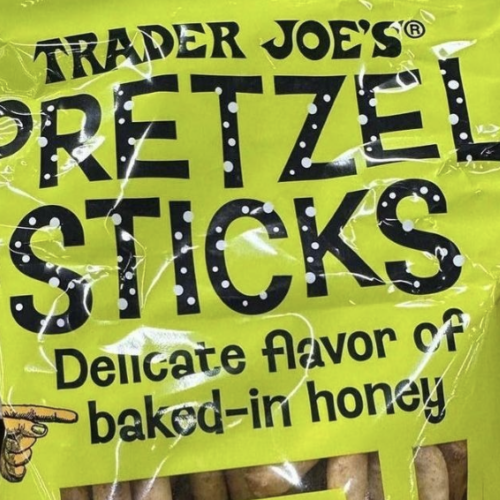 TRADER JOE'S®
PRETZEL
STICKS
Delicate flavor of
baked-in honey